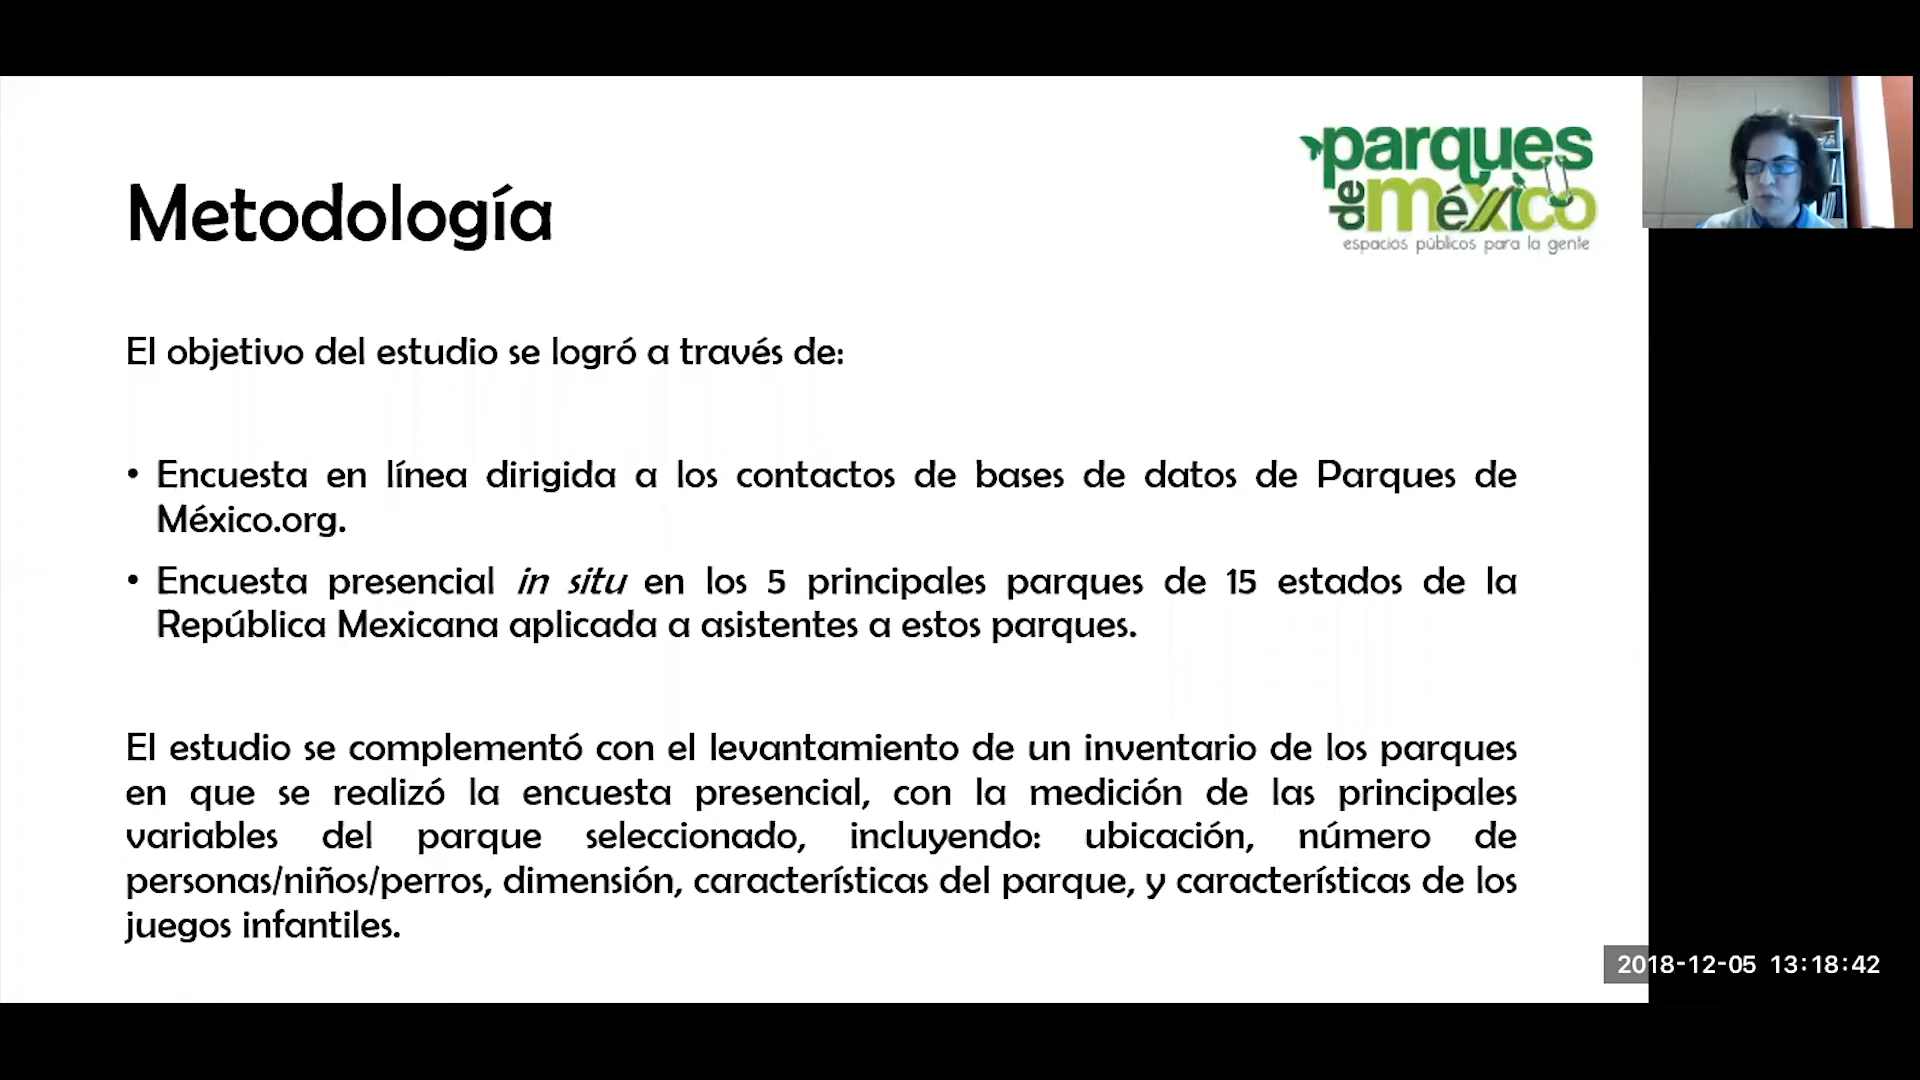 parques
de méxico
espacios públicos para la gente
Metodología
El objetivo del estudio se logró a través de:
• Encuesta en línea dirigida a los contactos de bases de datos de Parques de
México.org.
• Encuesta presencial in situ en los 5 principales parques de 15 estados de la
República Mexicana aplicada a asistentes a estos parques.
El estudio se complementó con el levantamiento de un inventario de los parques
en que se realizó la encuesta presencial, con la medición de las principales
variables del parque seleccionado, incluyendo: ubicación, número de
personas/niños/perros, dimensión, características del parque, y características de los
juegos infantiles.
2018-12-05 13:18:42